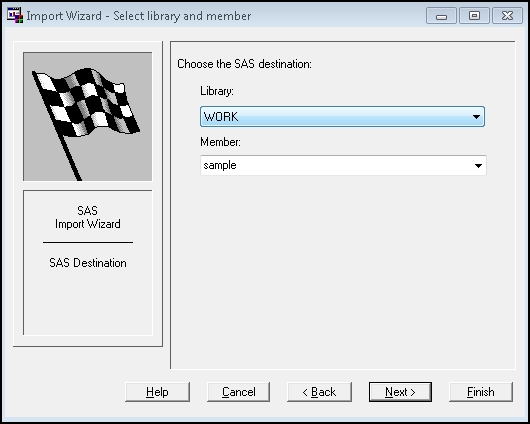 Import Wizard - Select library and member
Choose the SAS destination:
Library:
WORK
Member:
sample
SAS
Import Wizard
SAS Destination
Help
Cancel
< Back
Next >
Finish